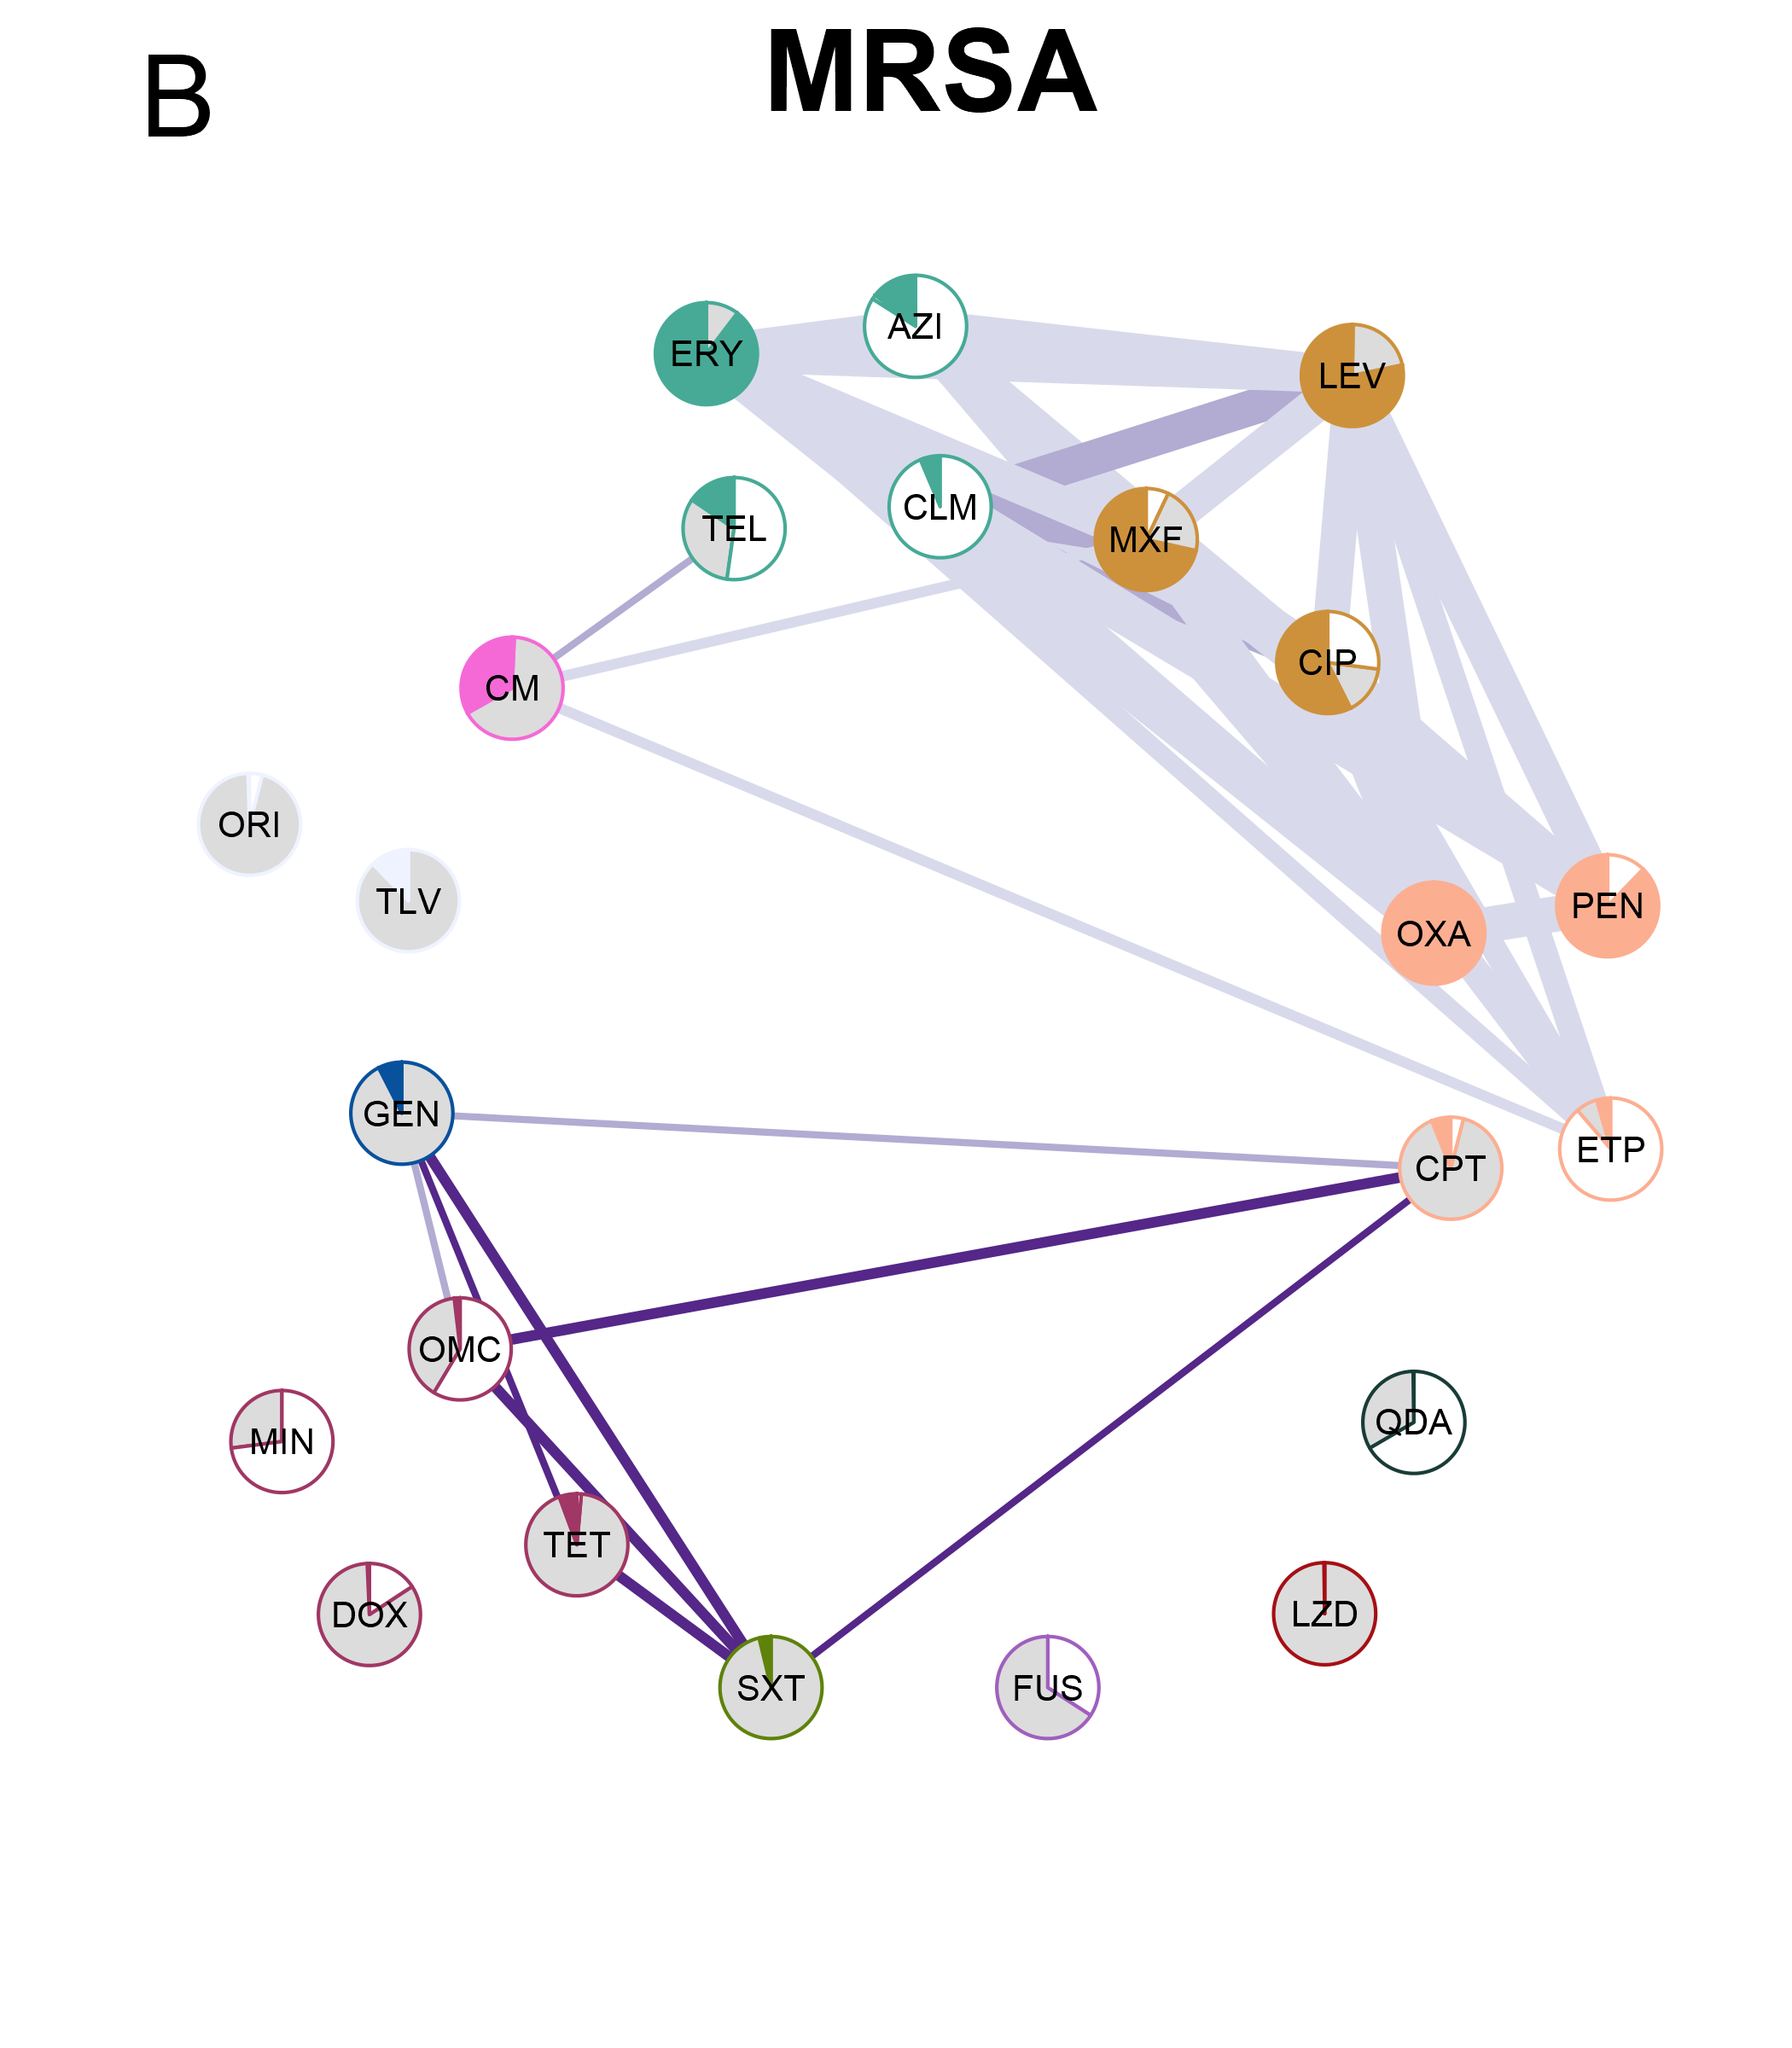 B
MRSA
AZI
ERY
LEV
CLM
TEL
MXF
CIP
CM
ORI
TLV
PEN
OXA
GEN
ETP
CPT
OMC
QDA
MIN
TET
DOX
LZD
SXT
FUS